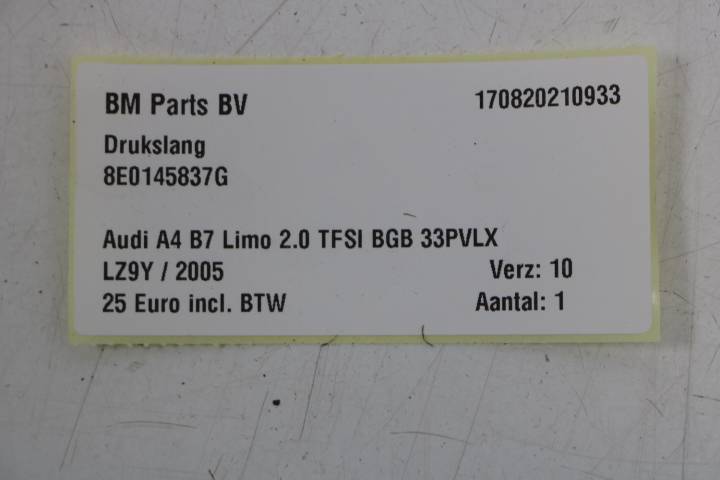 BM Parts BV 170820210933
Drukslang
8E0145837G
Audi A4 B7 Limo 2.0 TFSI BGB 33PVLX
LZ9Y / 2005 Verz: 10
25 Euro incl. BTW Aantal: 1